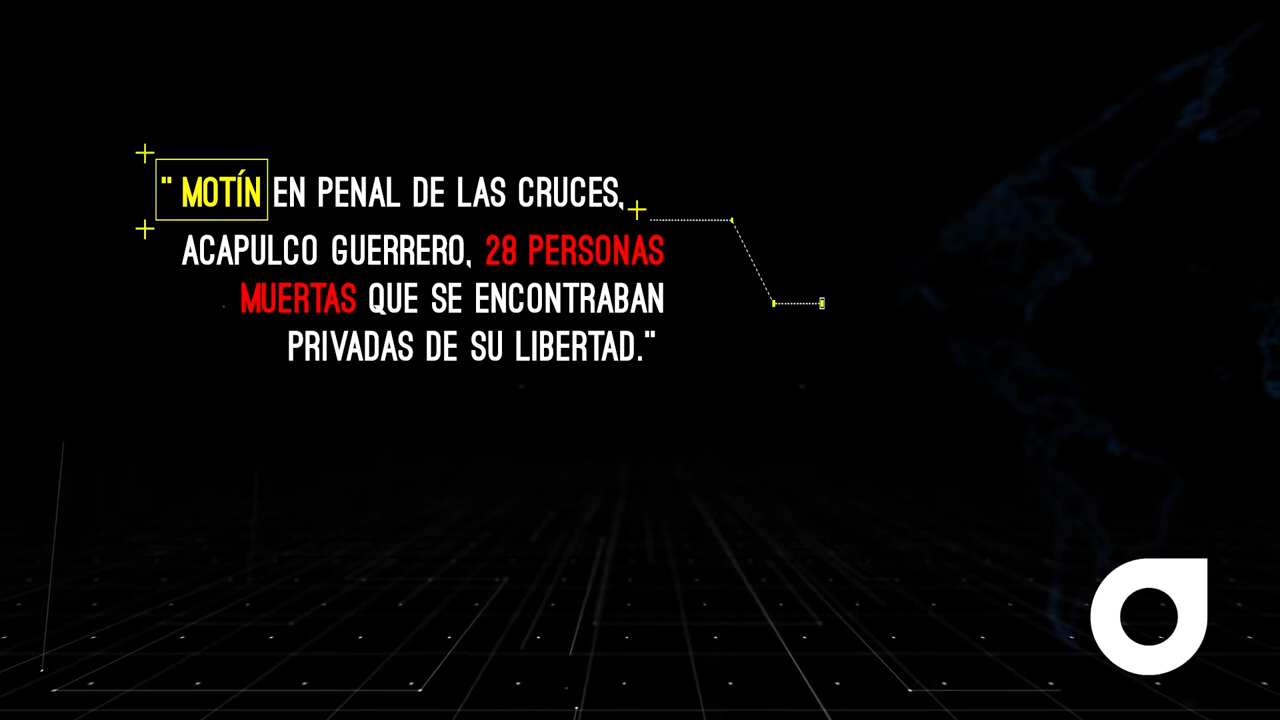 " MOTÍN EN PENAL DE LAS CRUCES,
ACAPULCO GUERRERO, 28 PERSONAS
MUERTAS QUE SE ENCONTRABAN
PRIVADAS DE SU LIBERTAD."